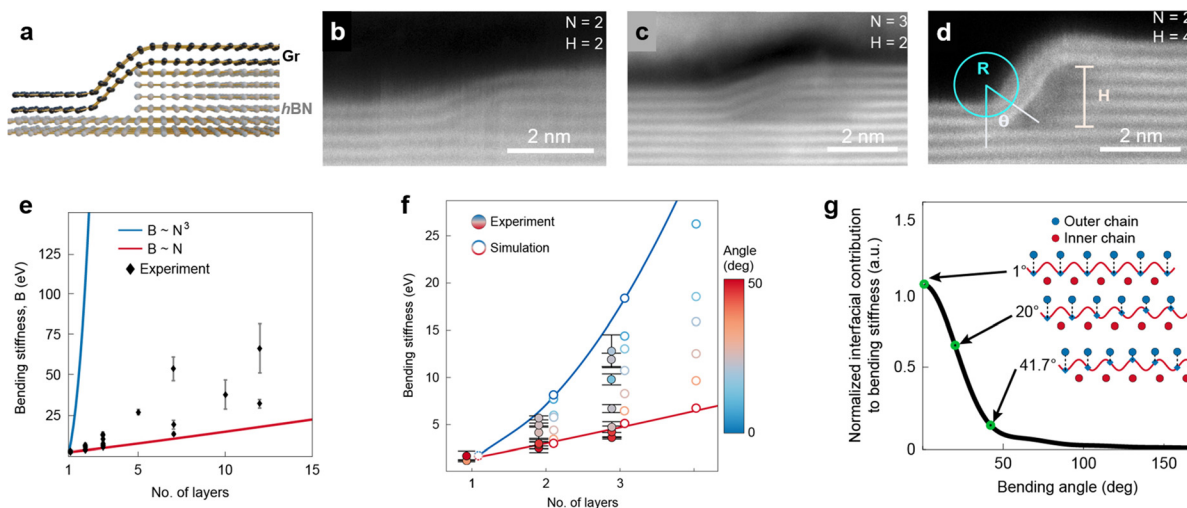 a
Gr
hBN
b
N = 2
H = 2
2 nm
c
N = 3
H = 2
2 nm
d
N = 2
H = 4
R
θ
H
2 nm
e
Bending stiffness, B (eV)
125
100
75
50
25
1
5
10
15
No. of layers
B ~ N³
B ~ N
Experiment
f
Bending stiffness (eV)
25
20
15
10
5
0
1
2
3
No. of layers
Experiment
Simulation
Angle
(deg)
50
0
g
Normalized interfacial contribution
to bending stiffness (a.u.)
1.5
1.0
0.5
0
50
100
150
Bending angle (deg)
Outer chain
Inner chain
1°
20°
41.7°